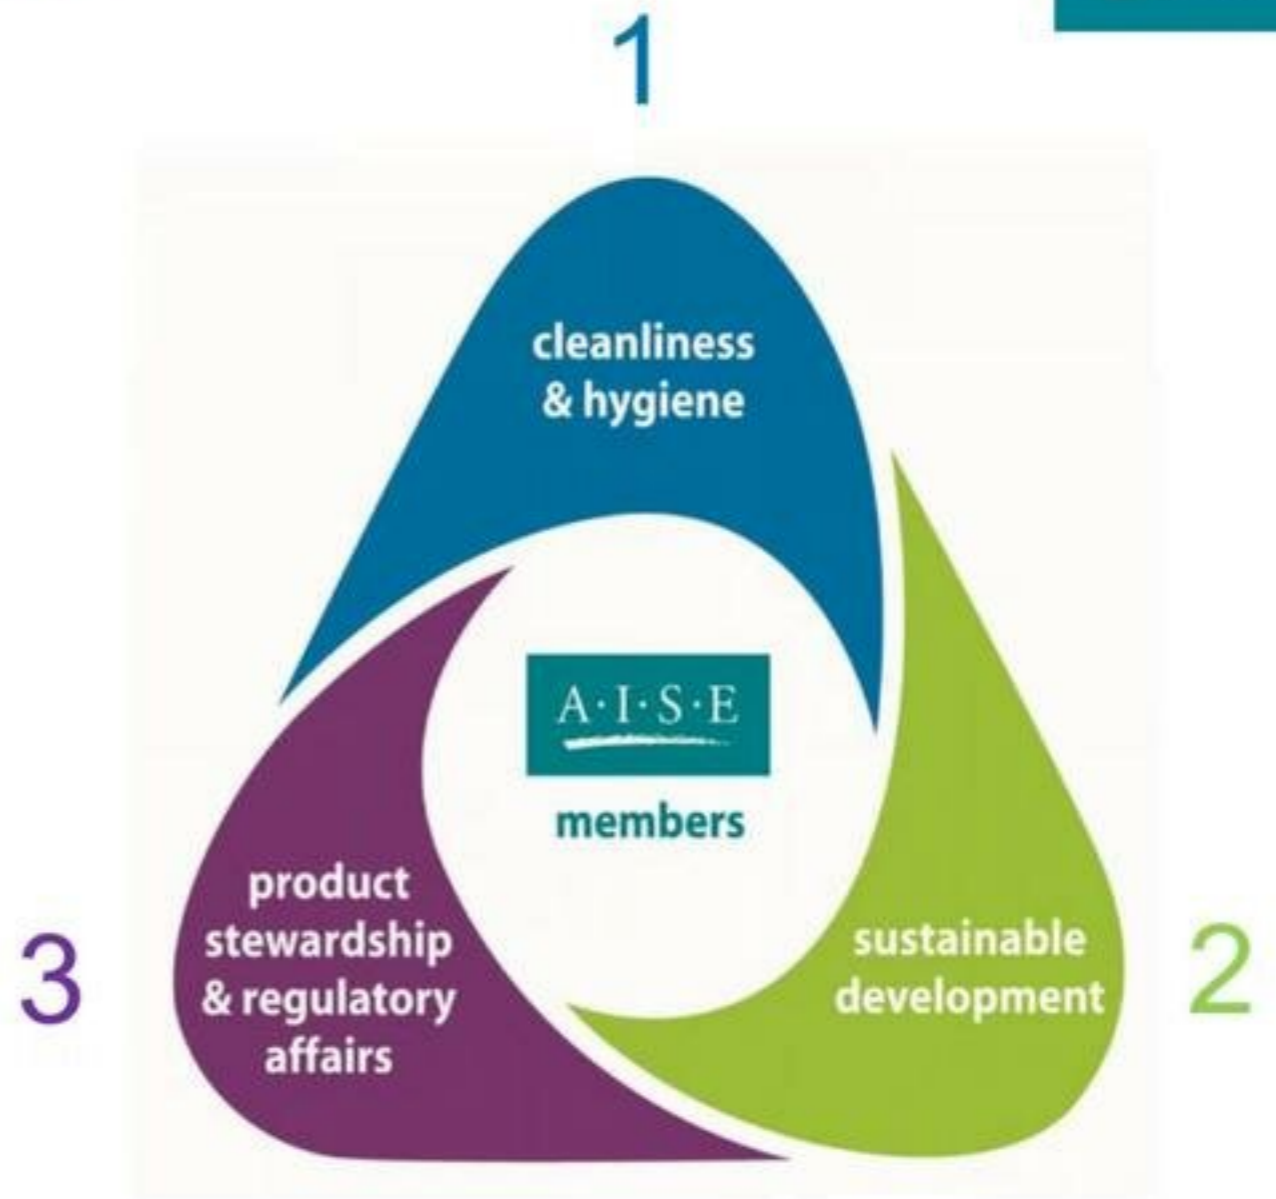 1
cleanliness
& hygiene
A·I·S·E
members
product
stewardship
& regulatory
affairs
3
sustainable
development
2